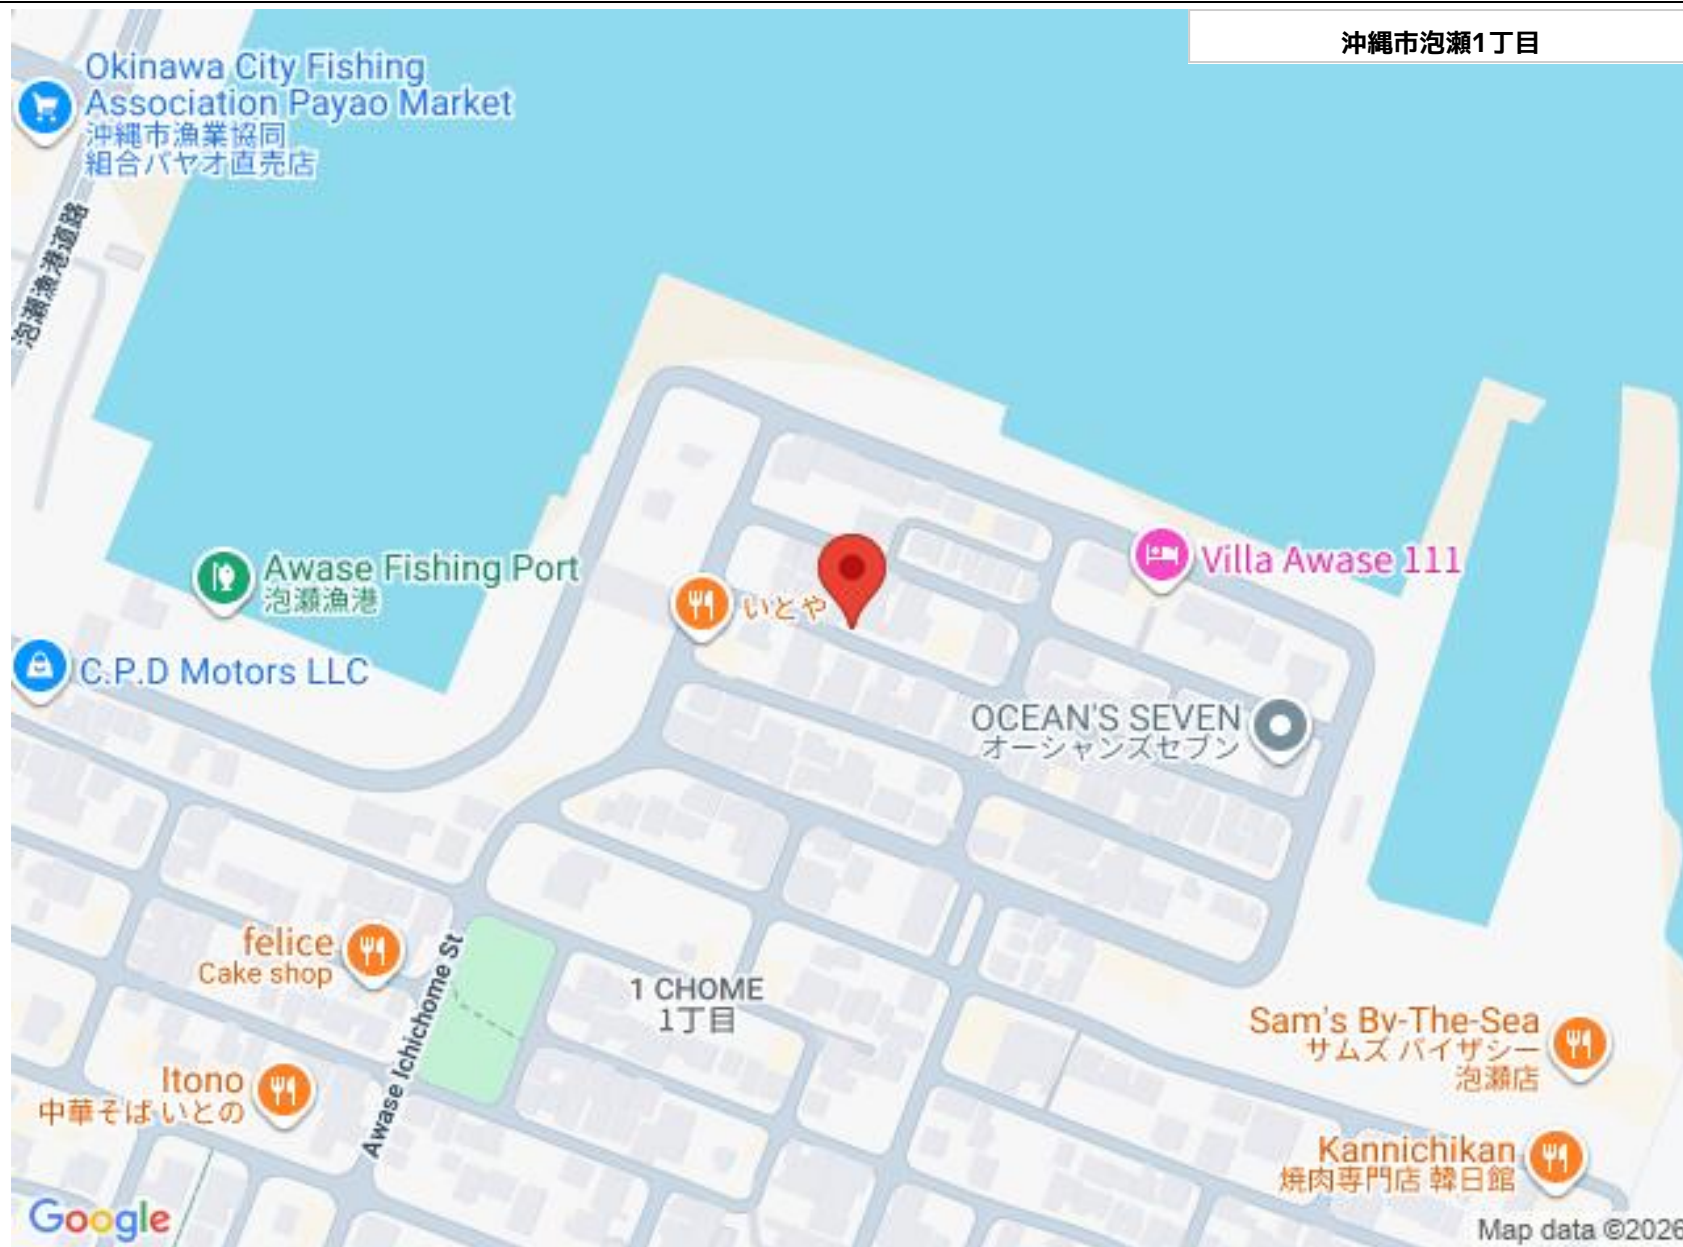 沖縄市泡瀬1丁目
Okinawa City Fishing
Association Payao Market
沖縄市漁業協同
組合パヤオ直売店
泡瀬漁港道路
Awase Fishing Port
泡瀬漁港
いとや
Villa Awase 111
C.P.D Motors LLC
OCEAN'S SEVEN
オーシャンズセブン
felice
Cake shop
Awase Ichichome St
1 CHOME
1丁目
Sam's By-The-Sea
サムズ バイザシー
泡瀬店
Itono
中華そば いとの
Kannichikan
焼肉専門店 韓日館
Google
Map data ©2026